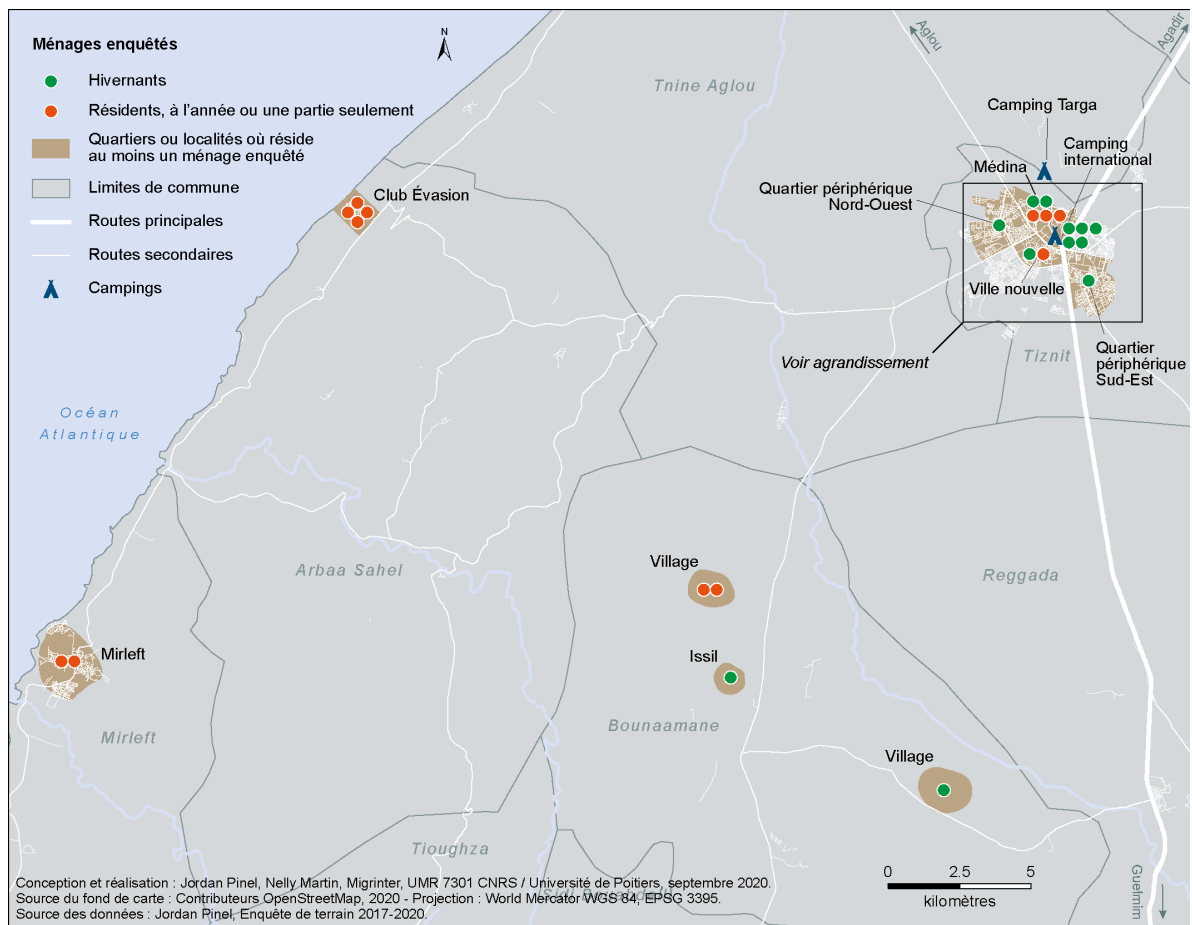 Ménages enquêtés
Hivernants
Résidents, à l'année ou une partie seulement
Quartiers ou localités où réside
au moins un ménage enquêté
Limites de commune
Routes principales
Routes secondaires
Campings
N
Aglou
Agadir
Tnine Aglou
Camping Targa
Camping
international
Médina
Quartier périphérique
Nord-Ouest
Club Évasion
Ville nouvelle
Voir agrandissement
Tiznit
Quartier
périphérique
Sud-Est
Océan
Atlantique
Village
Arbaa Sahel
Reggada
Mirleft
Issil
Bounaamane
Mirleft
Village
Tioughza
0 2.5 5
kilomètres
Guelmim
Conception et réalisation : Jordan Pinel, Nelly Martin, Migrinter, UMR 7301 CNRS / Université de Poitiers, septembre 2020.
Source du fond de carte : Contributeurs OpenStreetMap, 2020 - Projection : World Mercator WGS 84, EPSG 3395.
Source des données : Jordan Pinel, Enquête de terrain 2017-2020.